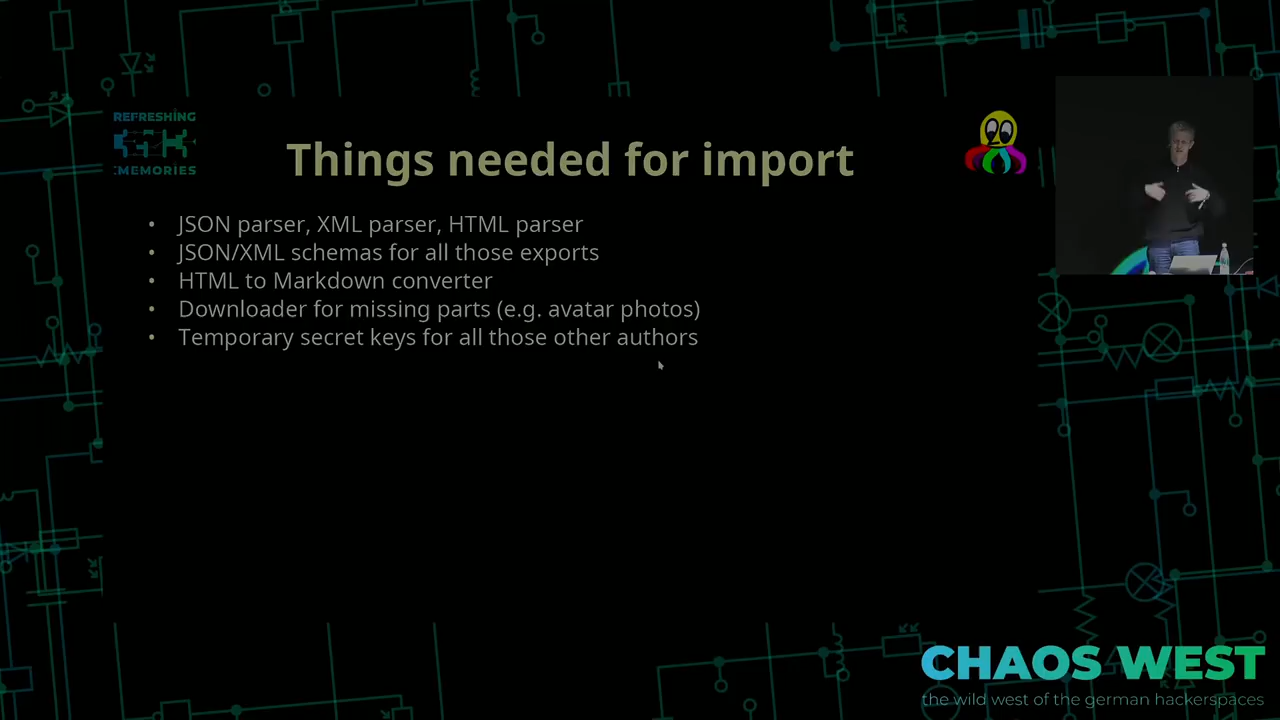 REFRESHING
MEMORIES
Things needed for import
• JSON parser, XML parser, HTML parser
• JSON/XML schemas for all those exports
• HTML to Markdown converter
• Downloader for missing parts (e.g. avatar photos)
• Temporary secret keys for all those other authors
CHAOS WEST
the wild west of the german hackerspaces